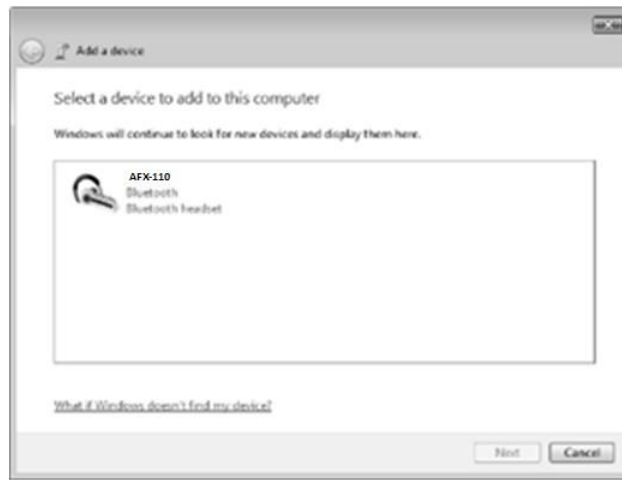 Add a device
Select a device to add to this computer
Windows will continue to look for new devices and display them here.
AFX-110
Bluetooth
Bluetooth headset
What if Windows doesn't find my device?
Next Cancel